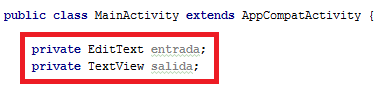 public class MainActivity extends AppCompatActivity {
private EditText entrada;
private TextView salida;